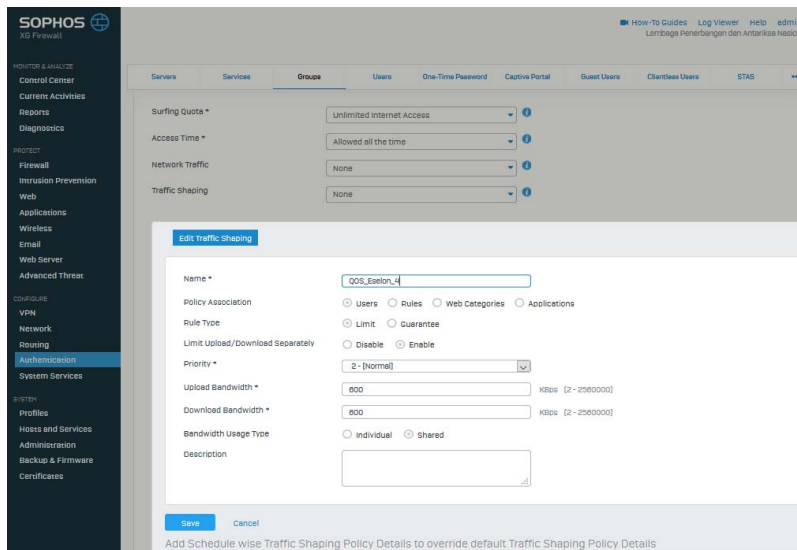 SOPHOS
XG Firewall
How-To Guides Log Viewer Help admi
Lembaga Penerbangan dan Antariksa Nasio
MONITOR & ANALYZE
Control Center
Current Activities
Reports
Diagnostics
PROTECT
Firewall
Intrusion Prevention
Web
Applications
Wireless
Email
Web Server
Advanced Threat
CONFIGURE
VPN
Network
Routing
Authentication
System Services
SYSTEM
Profiles
Hosts and Services
Administration
Backup & Firmware
Certificates
Servers Services Groups Users One-Time Password Captive Portal Guest Users Clientless Users STAS
Surfing Quota * Unlimited Internet Access
Access Time * Allowed all the time
Network Traffic None
Traffic Shaping None
Edit Traffic Shaping
Name * QOS_Eselon_4
Policy Association Users Rules Web Categories Applications
Rule Type Limit Guarantee
Limit Upload/Download Separately Disable Enable
Priority * 2 - [Normal]
Upload Bandwidth * 600 KBps [2 - 2560000]
Download Bandwidth * 600 KBps [2 - 2560000]
Bandwidth Usage Type Individual Shared
Description
Save Cancel
Add Schedule wise Traffic Shaping Policy Details to override default Traffic Shaping Policy Details